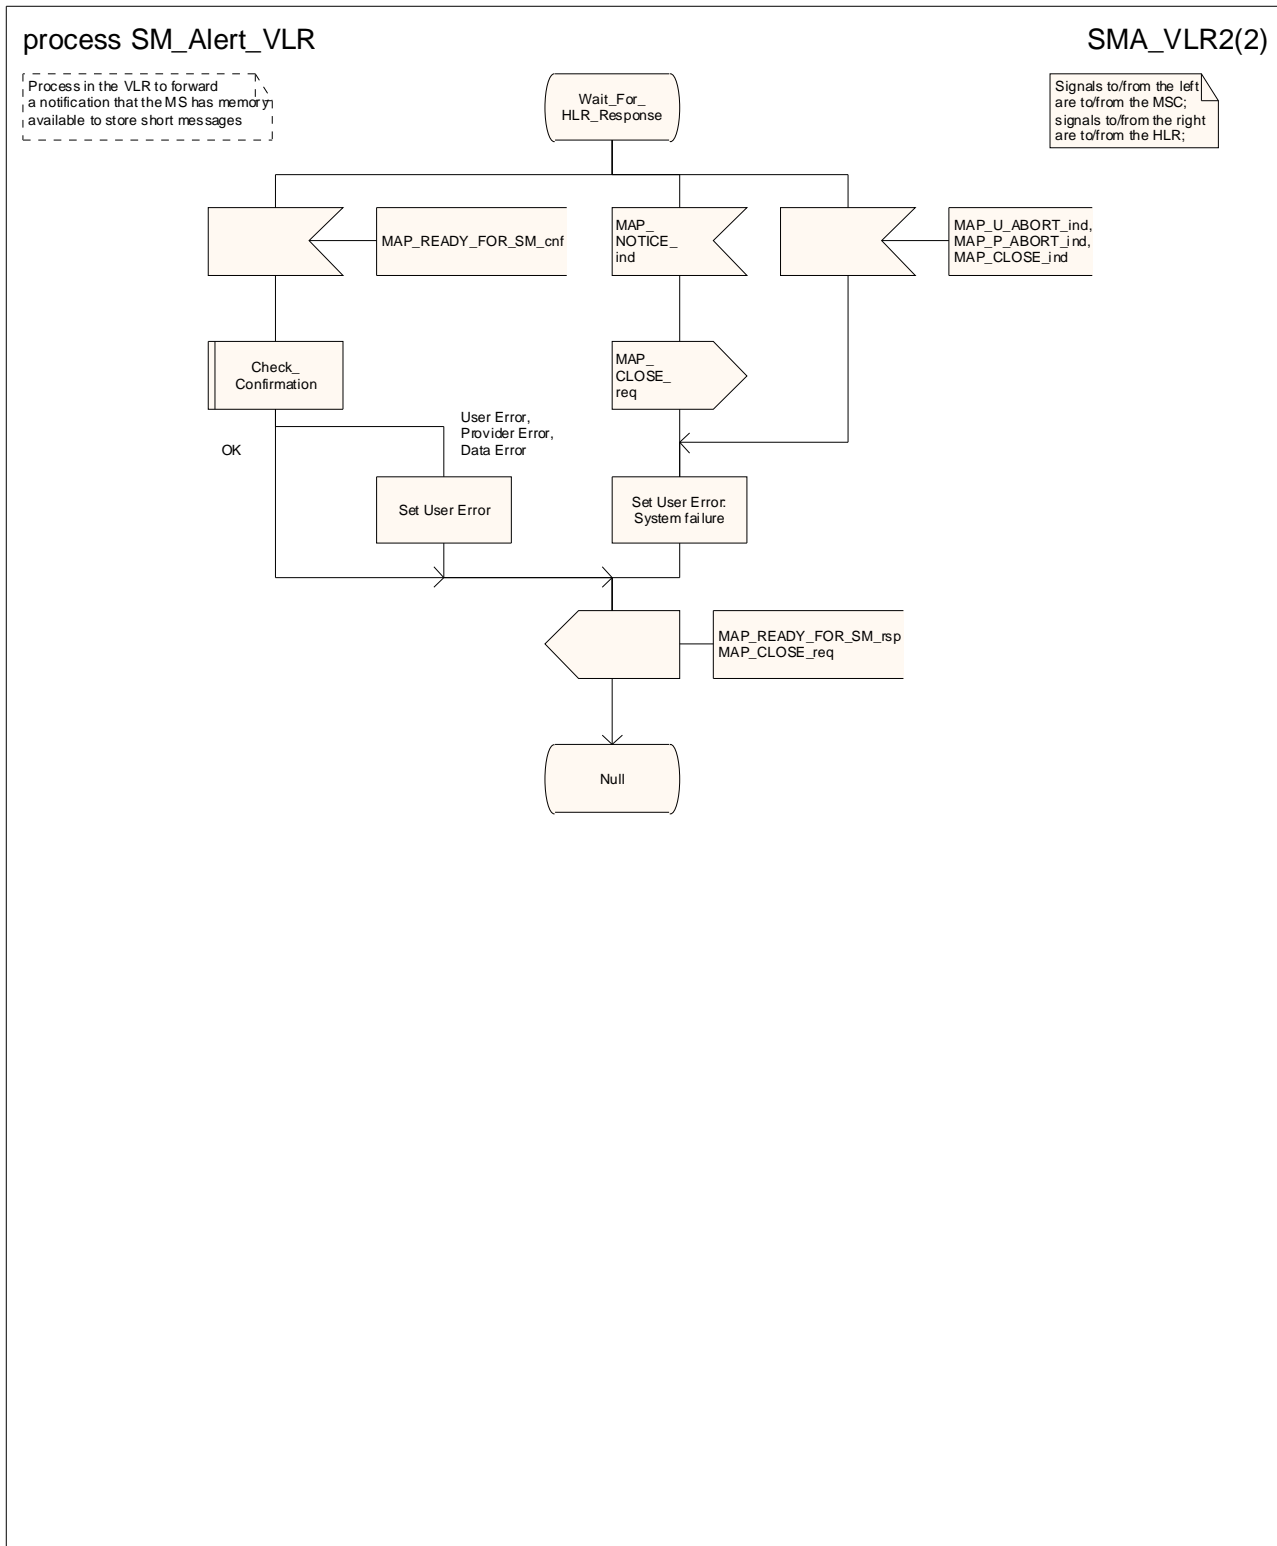 process SM_Alert_VLR
SMA_VLR2(2)
Process in the VLR to forward
a notification that the MS has memory
available to store short messages
Wait_For_
HLR_Response
Signals to/from the left
are to/from the MSC;
signals to/from the right
are to/from the HLR;
MAP_READY_FOR_SM_cnf
MAP_
NOTICE_
ind
MAP_U_ABORT_ind,
MAP_P_ABORT_ind,
MAP_CLOSE_ind
Check_
Confirmation
MAP_
CLOSE_
req
OK
User Error,
Provider Error,
Data Error
Set User Error
Set User Error:
System failure
MAP_READY_FOR_SM_rsp
MAP_CLOSE_req
Null